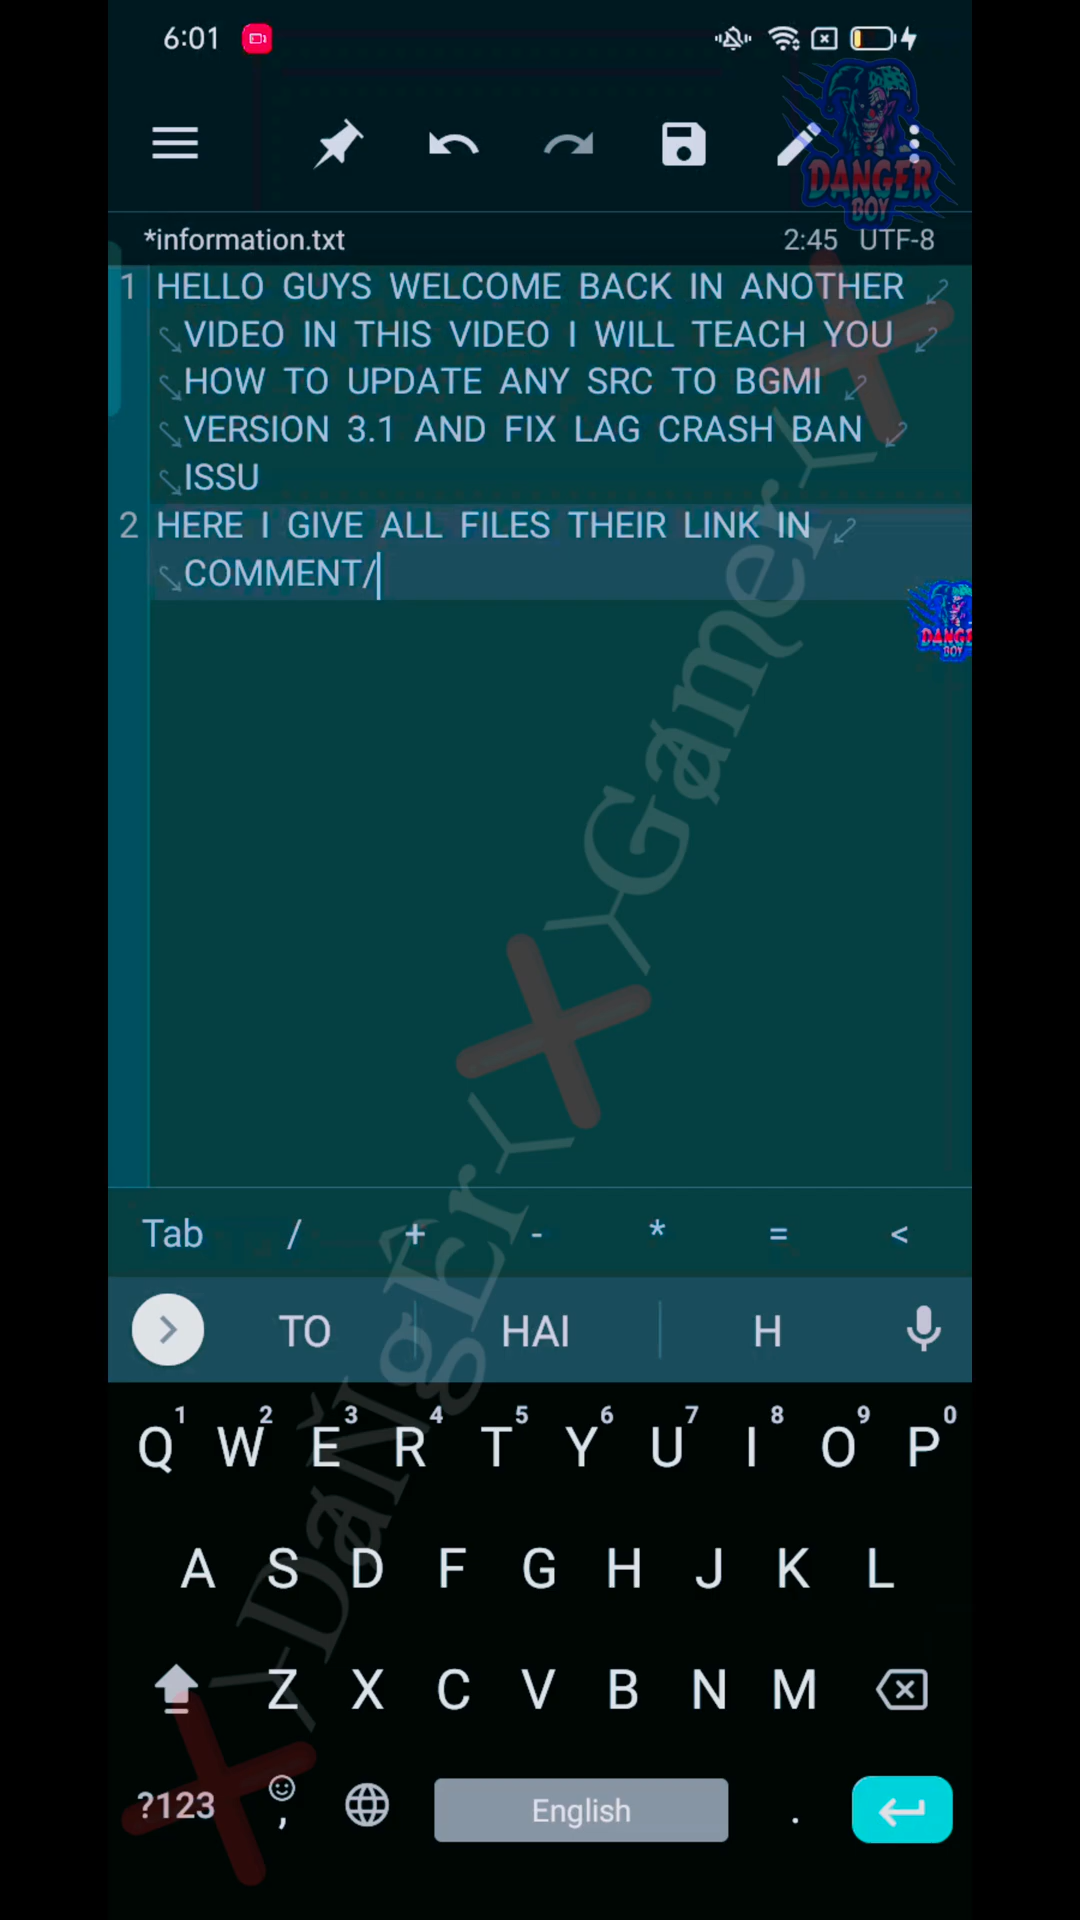 6:01
DANGER
BOY
*information.txt 2:45 UTF-8
1 HELLO GUYS WELCOME BACK IN ANOTHER
VIDEO IN THIS VIDEO I WILL TEACH YOU
HOW TO UPDATE ANY SRC TO BGMI
VERSION 3.1 AND FIX LAG CRASH BAN
ISSU
2 HERE I GIVE ALL FILES THEIR LINK IN
COMMENT/
BOY
Tab / + - * = <
TO HAI H
1 2 3 4 5 6 7 8 9 0
Q W E R T Y U I O P
A S D F G H J K L
Z X C V B N M
?123 , English .